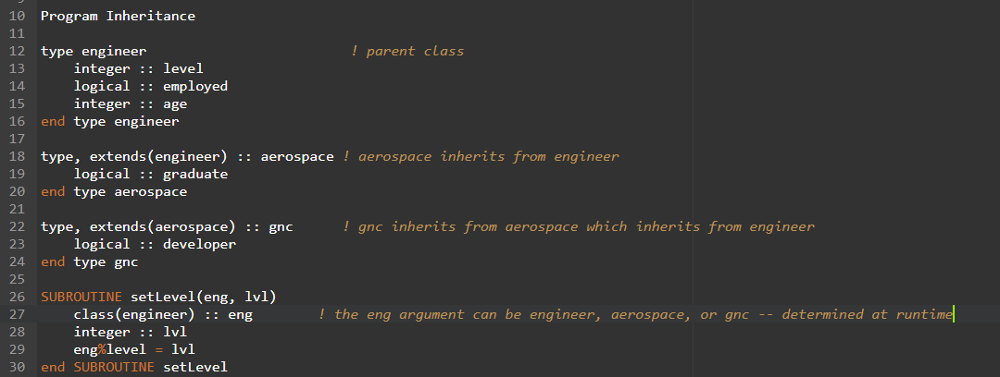 10 Program Inheritance
11
12 type engineer ! parent class
13 integer :: level
14 logical :: employed
15 integer :: age
16 end type engineer
17
18 type, extends(engineer) :: aerospace ! aerospace inherits from engineer
19 logical :: graduate
20 end type aerospace
21
22 type, extends(aerospace) :: gnc ! gnc inherits from aerospace which inherits from engineer
23 logical :: developer
24 end type gnc
25
26 SUBROUTINE setLevel(eng, lvl)
27 class(engineer) :: eng ! the eng argument can be engineer, aerospace, or gnc -- determined at runtime
28 integer :: lvl
29 eng%level = lvl
30 end SUBROUTINE setLevel